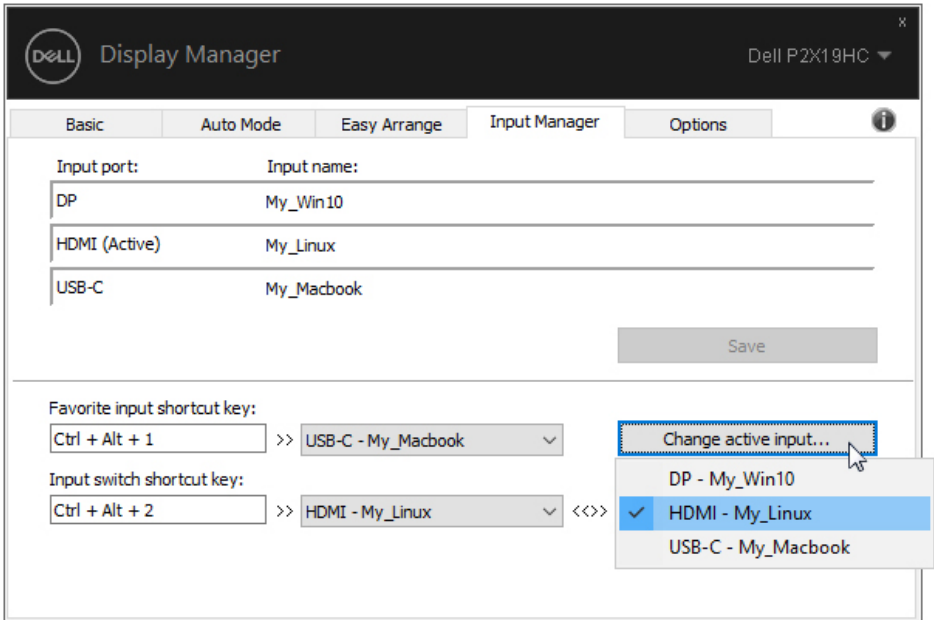 x
DELL Display Manager Dell P2X19HC
Basic Auto Mode Easy Arrange Input Manager Options i
Input port: Input name:
DP My_Win10
HDMI (Active) My_Linux
USB-C My_Macbook
Save
Favorite input shortcut key:
Ctrl + Alt + 1 >> USB-C - My_Macbook Change active input...
Input switch shortcut key: DP - My_Win10
Ctrl + Alt + 2 >> HDMI - My_Linux <<>> HDMI - My_Linux
USB-C - My_Macbook